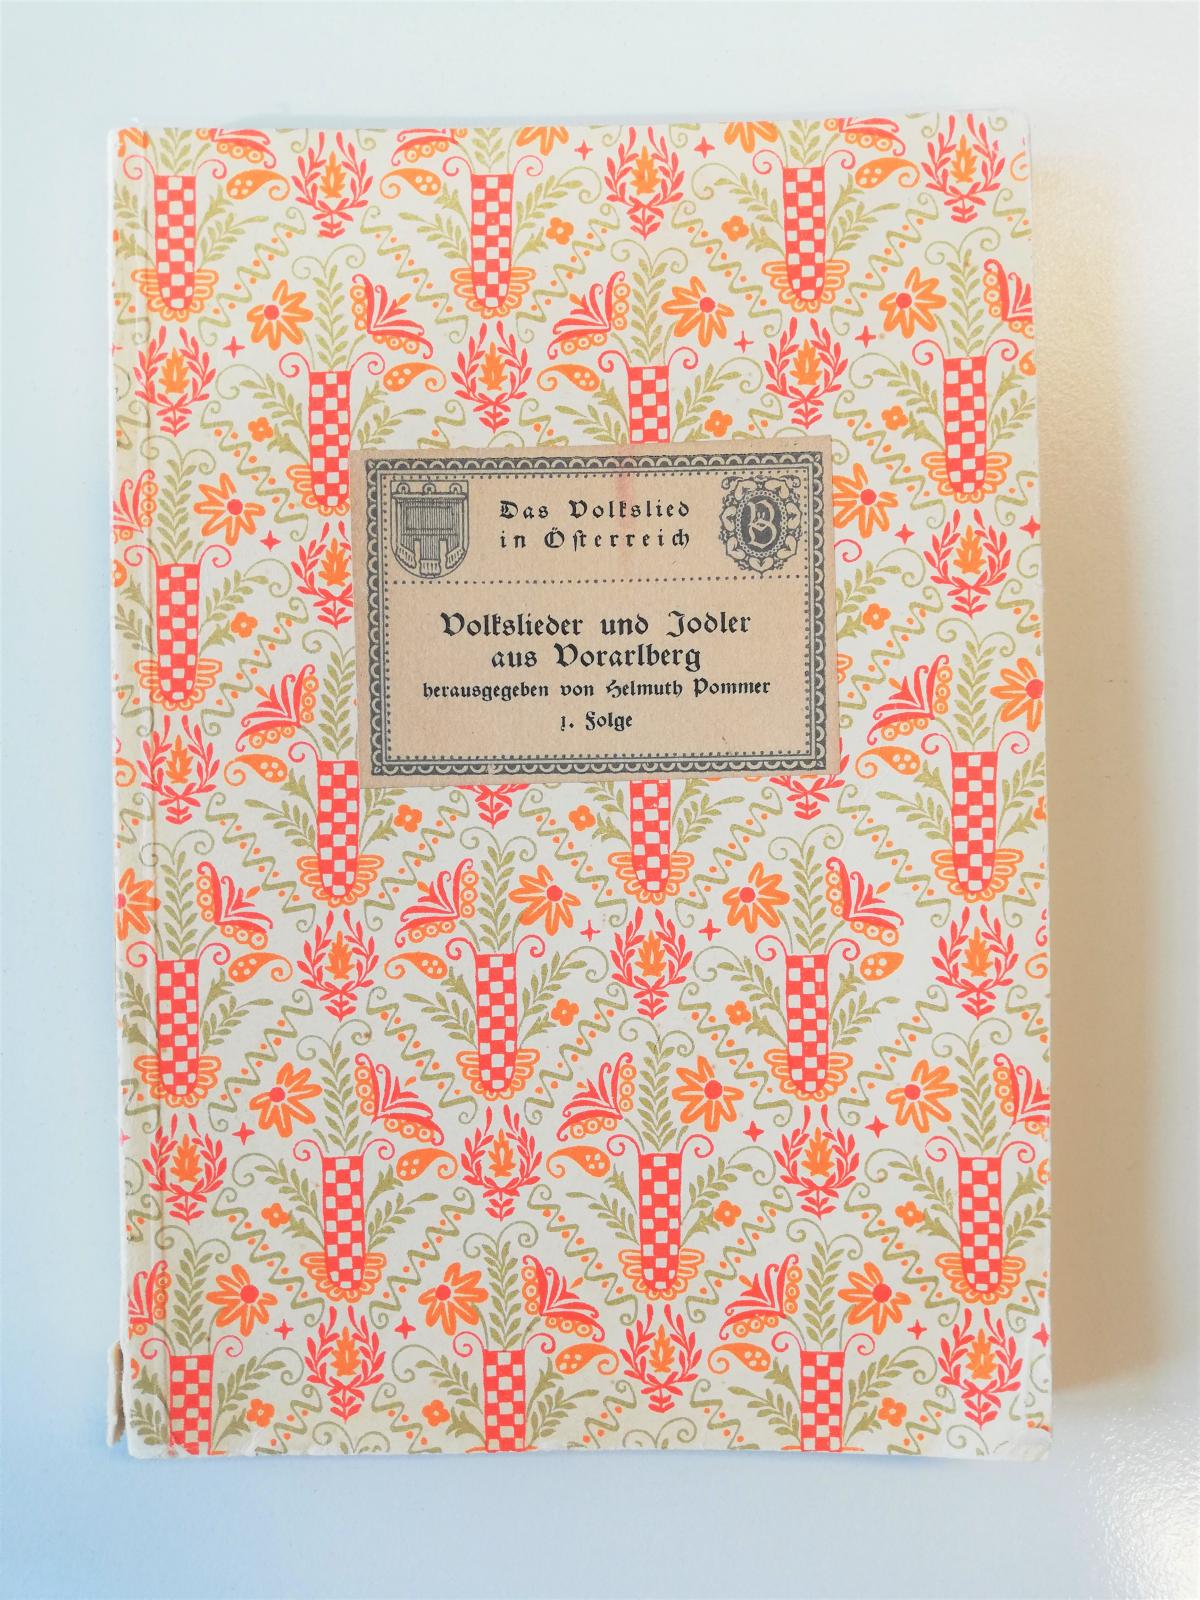 Das Volkslied
in Österreich
B
Volkslieder und Jodler
aus Vorarlberg
herausgegeben von Helmuth Pommer
1. Folge